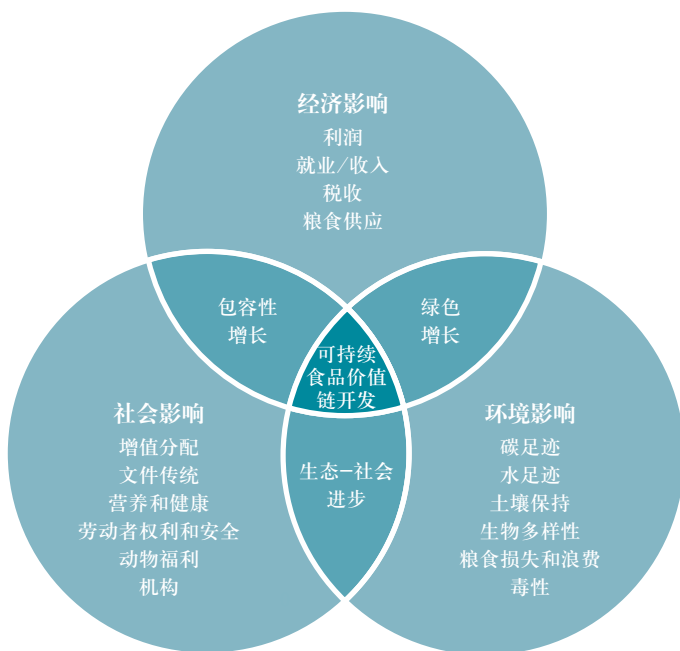 经济影响
利润
就业/收入
税收
粮食供应
包容性
增长
绿色
增长
可持续
食品价值
链开发
社会影响
增值分配
文件传统
营养和健康
劳动者权利和安全
动物福利
机构
生态–社会
进步
环境影响
碳足迹
水足迹
土壤保持
生物多样性
粮食损失和浪费
毒性